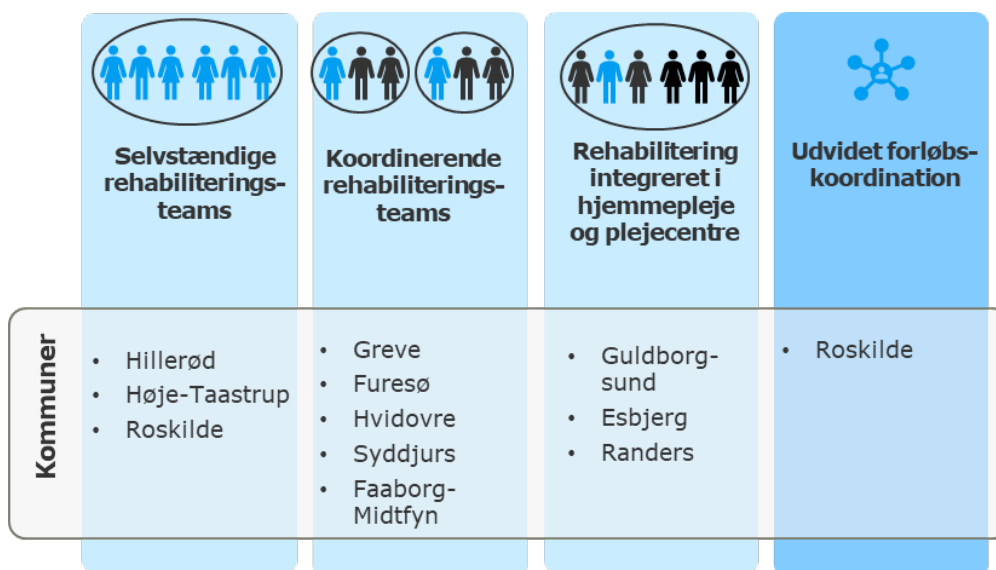 Selvstændige
rehabiliterings-
teams
Koordinerende
rehabiliterings-
teams
Rehabilitering
integreret i
hjemmepleje
og plejecentre
Udvidet forløbs-
koordination
Kommuner
• Hillerød
• Høje-Taastrup
• Roskilde
• Greve
• Furesø
• Hvidovre
• Syddjurs
• Faaborg-
Midtfyn
• Guldborg-
sund
• Esbjerg
• Randers
• Roskilde